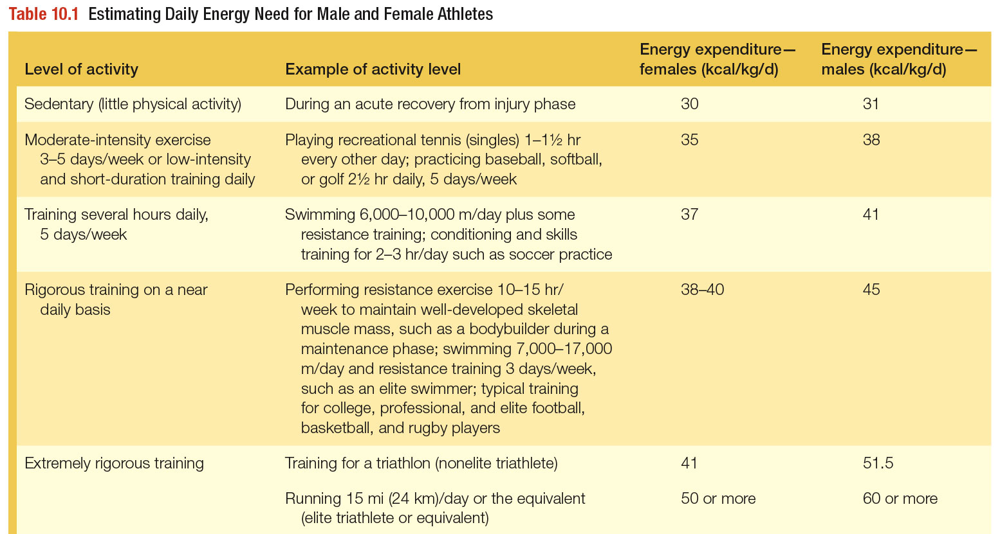 Table 10.1 Estimating Daily Energy Need for Male and Female Athletes
Level of activity
Example of activity level
Energy expenditure—
females (kcal/kg/d)
Energy expenditure—
males (kcal/kg/d)
Sedentary (little physical activity)
During an acute recovery from injury phase
30
31
Moderate-intensity exercise
3–5 days/week or low-intensity
and short-duration training daily
Playing recreational tennis (singles) 1–1½ hr
every other day; practicing baseball, softball,
or golf 2½ hr daily, 5 days/week
35
38
Training several hours daily,
5 days/week
Swimming 6,000–10,000 m/day plus some
resistance training; conditioning and skills
training for 2–3 hr/day such as soccer practice
37
41
Rigorous training on a near
daily basis
Performing resistance exercise 10–15 hr/
week to maintain well-developed skeletal
muscle mass, such as a bodybuilder during a
maintenance phase; swimming 7,000–17,000
m/day and resistance training 3 days/week,
such as an elite swimmer; typical training
for college, professional, and elite football,
basketball, and rugby players
38–40
45
Extremely rigorous training
Training for a triathlon (nonelite triathlete)
41
51.5
Running 15 mi (24 km)/day or the equivalent
(elite triathlete or equivalent)
50 or more
60 or more